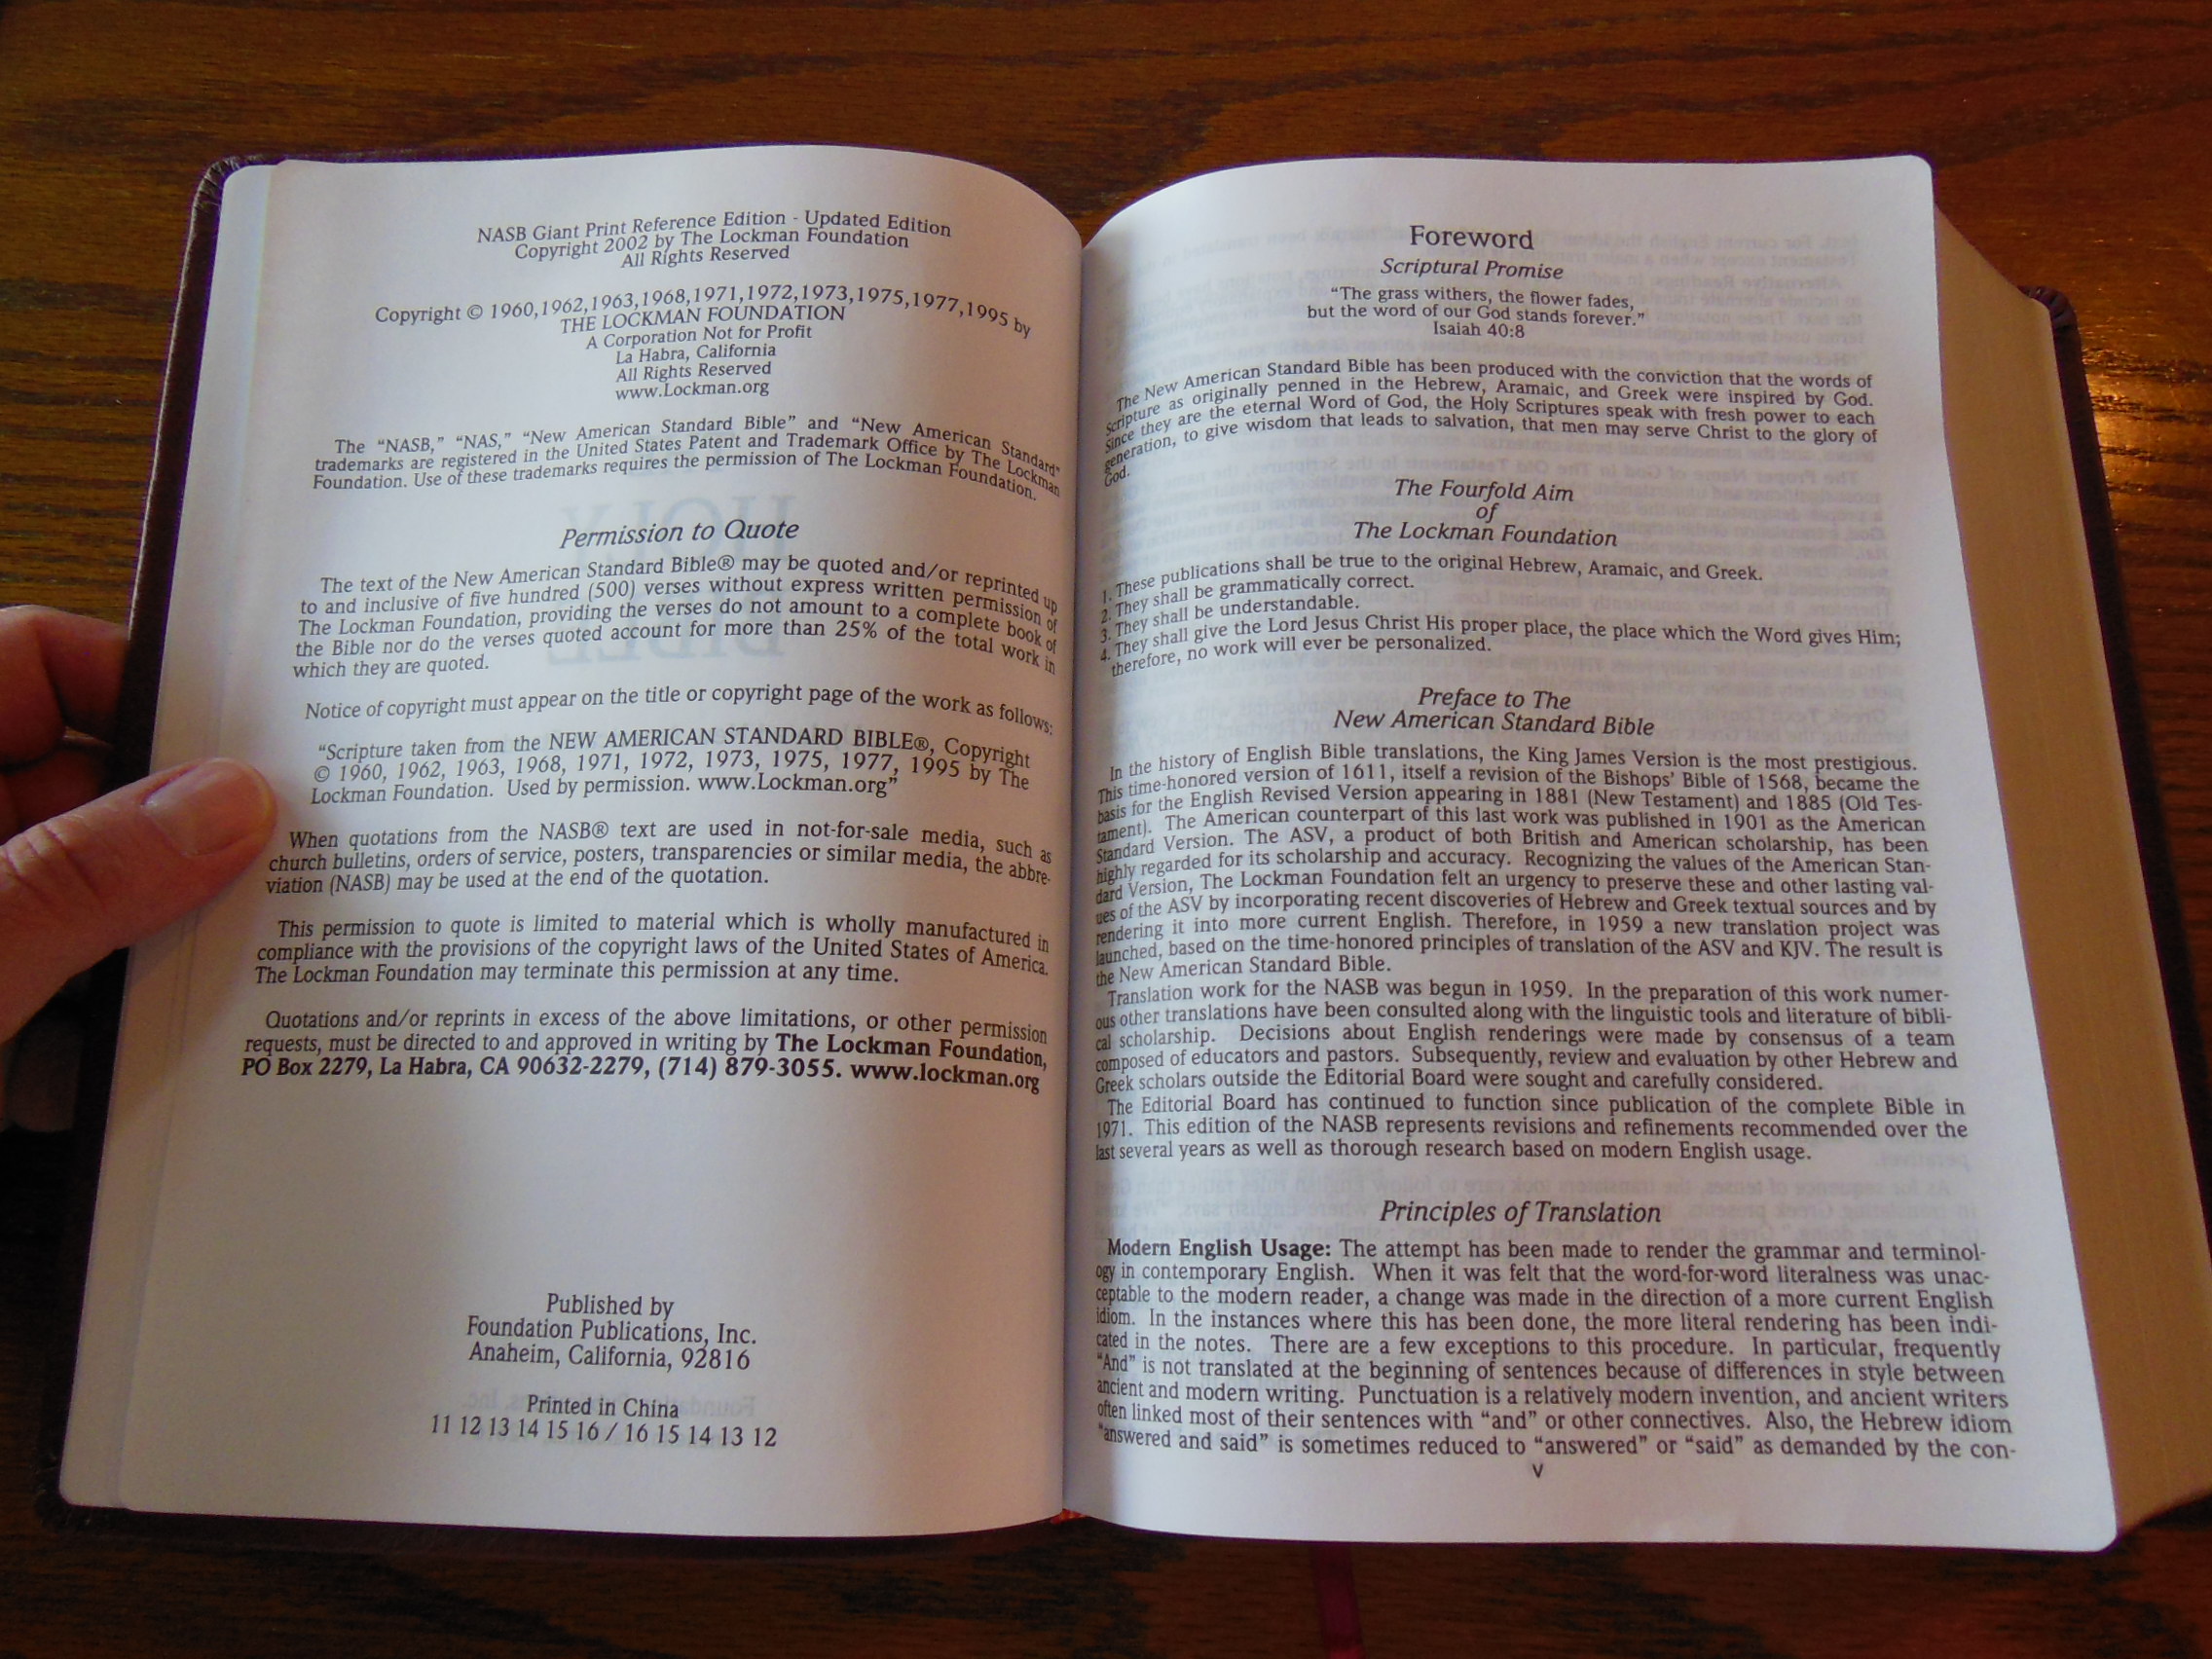 NASB Giant Print Reference Edition - Updated Edition
Copyright 2002 by The Lockman Foundation
All Rights Reserved
Copyright © 1960,1962,1963,1968,1971,1972,1973,1975,1977,1995 by
THE LOCKMAN FOUNDATION
A Corporation Not for Profit
La Habra, California
All Rights Reserved
www.Lockman.org
The “NASB,” “NAS,” “New American Standard Bible” and “New American Standard”
trademarks are registered in the United States Patent and Trademark Office by The Lockman
Foundation. Use of these trademarks requires the permission of The Lockman Foundation.
Permission to Quote
The text of the New American Standard Bible® may be quoted and/or reprinted up
to and inclusive of five hundred (500) verses without express written permission of
The Lockman Foundation, providing the verses do not amount to a complete book of
the Bible nor do the verses quoted account for more than 25% of the total work in
which they are quoted.
Notice of copyright must appear on the title or copyright page of the work as follows:
“Scripture taken from the NEW AMERICAN STANDARD BIBLE®, Copyright
© 1960, 1962, 1963, 1968, 1971, 1972, 1973, 1975, 1977, 1995 by The
Lockman Foundation. Used by permission. www.Lockman.org”
When quotations from the NASB® text are used in not-for-sale media, such as
church bulletins, orders of service, posters, transparencies or similar media, the abbre-
viation (NASB) may be used at the end of the quotation.
This permission to quote is limited to material which is wholly manufactured in
compliance with the provisions of the copyright laws of the United States of America.
The Lockman Foundation may terminate this permission at any time.
Quotations and/or reprints in excess of the above limitations, or other permission
requests, must be directed to and approved in writing by The Lockman Foundation,
PO Box 2279, La Habra, CA 90632-2279, (714) 879-3055. www.lockman.org
Published by
Foundation Publications, Inc.
Anaheim, California, 92816
Printed in China
11 12 13 14 15 16 / 16 15 14 13 12
Foreword
Scriptural Promise
“The grass withers, the flower fades,
but the word of our God stands forever.”
Isaiah 40:8
The New American Standard Bible has been produced with the conviction that the words of
Scripture as originally penned in the Hebrew, Aramaic, and Greek were inspired by God.
Since they are the eternal Word of God, the Holy Scriptures speak with fresh power to each
generation, to give wisdom that leads to salvation, that men may serve Christ to the glory of
God.
The Fourfold Aim
of
The Lockman Foundation
1. These publications shall be true to the original Hebrew, Aramaic, and Greek.
2. They shall be grammatically correct.
3. They shall be understandable.
4. They shall give the Lord Jesus Christ His proper place, the place which the Word gives Him;
therefore, no work will ever be personalized.
Preface to The
New American Standard Bible
In the history of English Bible translations, the King James Version is the most prestigious.
This time-honored version of 1611, itself a revision of the Bishops’ Bible of 1568, became the
basis for the English Revised Version appearing in 1881 (New Testament) and 1885 (Old Tes-
tament). The American counterpart of this last work was published in 1901 as the American
Standard Version. The ASV, a product of both British and American scholarship, has been
highly regarded for its scholarship and accuracy. Recognizing the values of the American Stan-
dard Version, The Lockman Foundation felt an urgency to preserve these and other lasting val-
ues of the ASV by incorporating recent discoveries of Hebrew and Greek textual sources and by
rendering it into more current English. Therefore, in 1959 a new translation project was
launched, based on the time-honored principles of translation of the ASV and KJV. The result is
the New American Standard Bible.
Translation work for the NASB was begun in 1959. In the preparation of this work numer-
ous other translations have been consulted along with the linguistic tools and literature of bibli-
cal scholarship. Decisions about English renderings were made by consensus of a team
composed of educators and pastors. Subsequently, review and evaluation by other Hebrew and
Greek scholars outside the Editorial Board were sought and carefully considered.
The Editorial Board has continued to function since publication of the complete Bible in
1971. This edition of the NASB represents revisions and refinements recommended over the
last several years as well as thorough research based on modern English usage.
Principles of Translation
Modern English Usage: The attempt has been made to render the grammar and terminol-
ogy in contemporary English. When it was felt that the word-for-word literalness was unac-
ceptable to the modern reader, a change was made in the direction of a more current English
idiom. In the instances where this has been done, the more literal rendering has been indi-
cated in the notes. There are a few exceptions to this procedure. In particular, frequently
“And” is not translated at the beginning of sentences because of differences in style between
ancient and modern writing. Punctuation is a relatively modern invention, and ancient writers
often linked most of their sentences with “and” or other connectives. Also, the Hebrew idiom
“answered and said” is sometimes reduced to “answered” or “said” as demanded by the con-
v